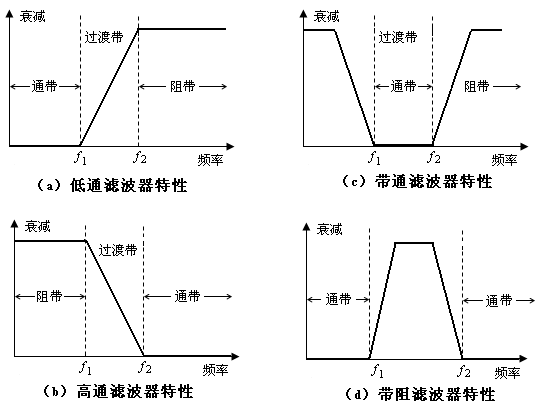 衰减
过渡带
通带
阻带
f1
f2
频率
(a) 低通滤波器特性
衰减
过渡带
通带
阻带
f1
f2
频率
(c) 带通滤波器特性
衰减
过渡带
阻带
通带
f1
f2
频率
(b) 高通滤波器特性
衰减
通带
通带
f1
f2
频率
(d) 带阻滤波器特性